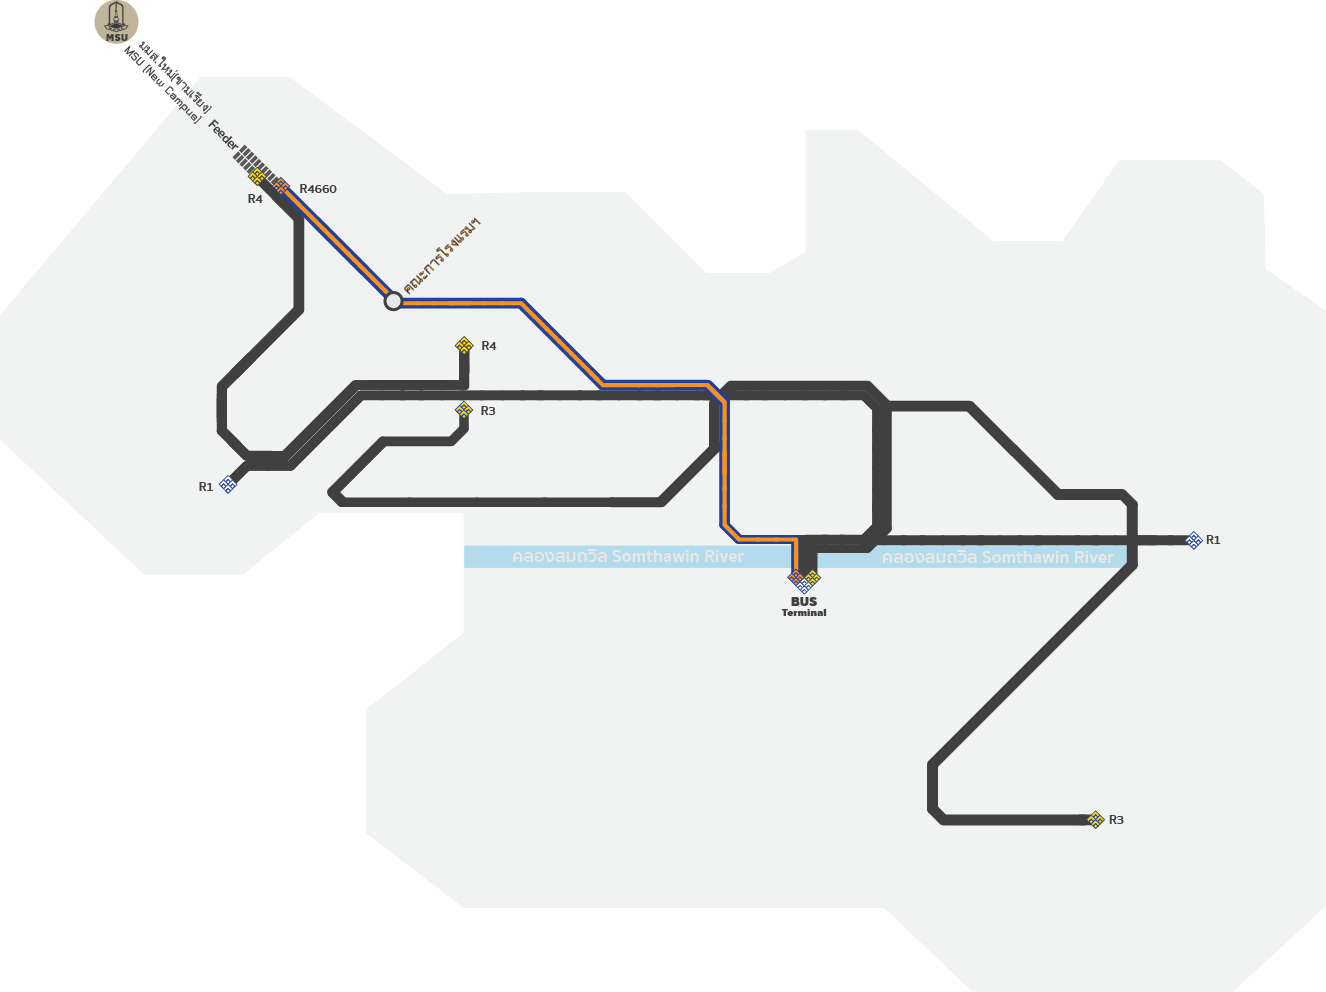 MSU
มมส.ใหม่(ขามเรียง)
MSU (New Campus)
Feeder
R4
R4660
คณะการโรงแรมฯ
R4
R3
R1
คลองสมถวิล Somthawin River
คลองสมถวิล Somthawin River
R1
BUS
Terminal
R3